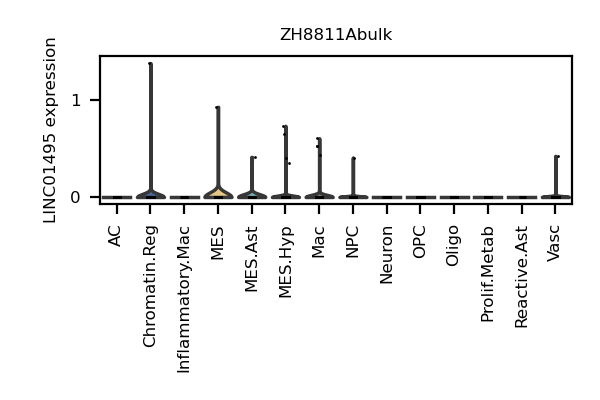 ZH8811Abulk
LINC01495 expression
1
0
AC
Chromatin.Reg
Inflammatory.Mac
MES
MES.Ast
MES.Hyp
Mac
NPC
Neuron
OPC
Oligo
Prolif.Metab
Reactive.Ast
Vasc